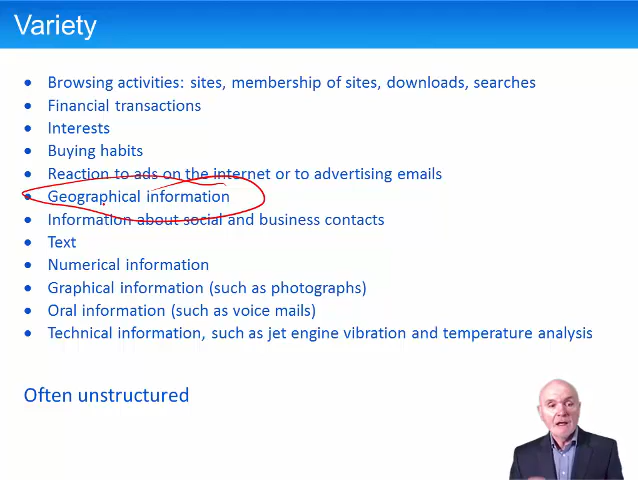 Variety
• Browsing activities: sites, membership of sites, downloads, searches
• Financial transactions
• Interests
• Buying habits
• Reaction to ads on the internet or to advertising emails
• Geographical information
• Information about social and business contacts
• Text
• Numerical information
• Graphical information (such as photographs)
• Oral information (such as voice mails)
• Technical information, such as jet engine vibration and temperature analysis
Often unstructured